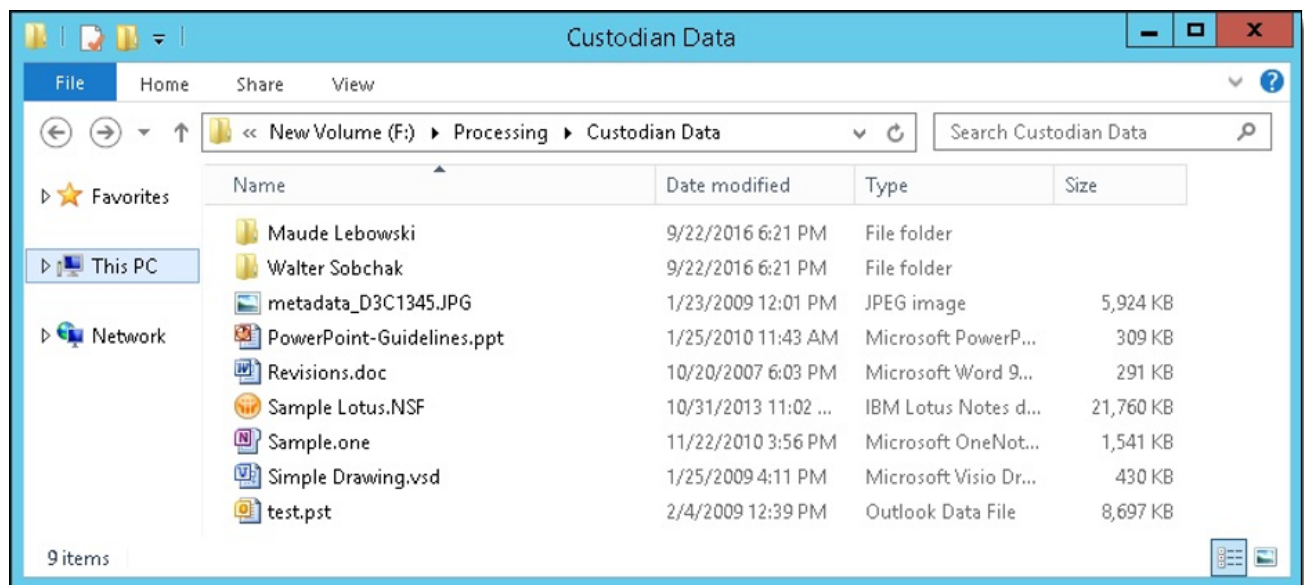 Custodian Data
File Home Share View
« New Volume (F:) Processing Custodian Data Search Custodian Data
Favorites
This PC
Network
Name Date modified Type Size
Maude Lebowski 9/22/2016 6:21 PM File folder
Walter Sobchak 9/22/2016 6:21 PM File folder
metadata_D3C1345.JPG 1/23/2009 12:01 PM JPEG image 5,924 KB
PowerPoint-Guidelines.ppt 1/25/2010 11:43 AM Microsoft PowerP... 309 KB
Revisions.doc 10/20/2007 6:03 PM Microsoft Word 9... 291 KB
Sample Lotus.NSF 10/31/2013 11:02 ... IBM Lotus Notes d... 21,760 KB
Sample.one 11/22/2010 3:56 PM Microsoft OneNot... 1,541 KB
Simple Drawing.vsd 1/25/2009 4:11 PM Microsoft Visio Dr... 430 KB
test.pst 2/4/2009 12:39 PM Outlook Data File 8,697 KB
9 items